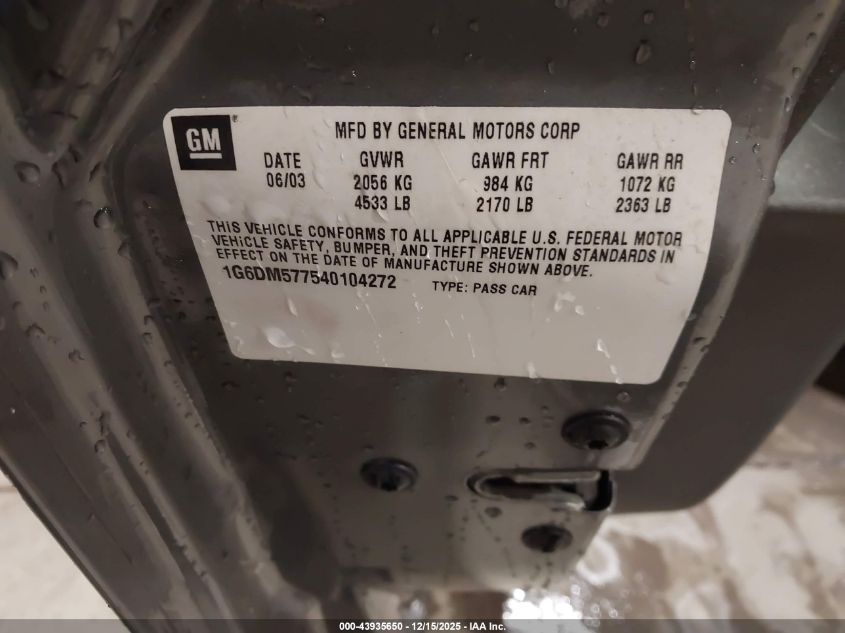 GM
MFD BY GENERAL MOTORS CORP
DATE GVWR GAWR FRT GAWR RR
06/03 2056 KG 984 KG 1072 KG
4533 LB 2170 LB 2363 LB
THIS VEHICLE CONFORMS TO ALL APPLICABLE U.S. FEDERAL MOTOR
VEHICLE SAFETY, BUMPER, AND THEFT PREVENTION STANDARDS IN
EFFECT ON THE DATE OF MANUFACTURE SHOWN ABOVE.
1G6DM577540104272 TYPE: PASS CAR
000-43935650 - 12/15/2025 - IAA Inc.